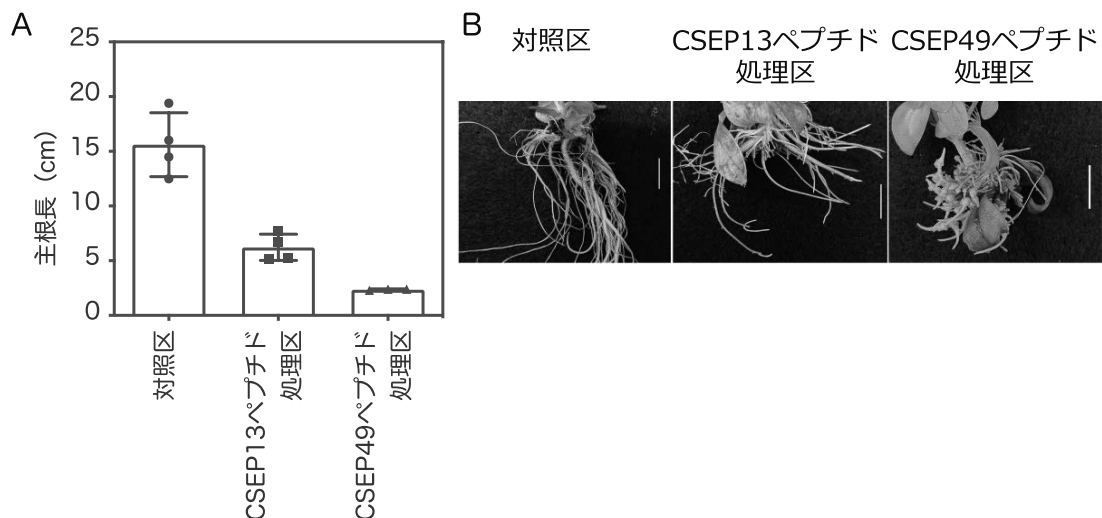 A
25
20
15
10
5
0
主根長（cm）
対照区
CSEP13ペプチド
処理区
CSEP49ペプチド
処理区
B
対照区
CSEP13ペプチド
処理区
CSEP49ペプチド
処理区